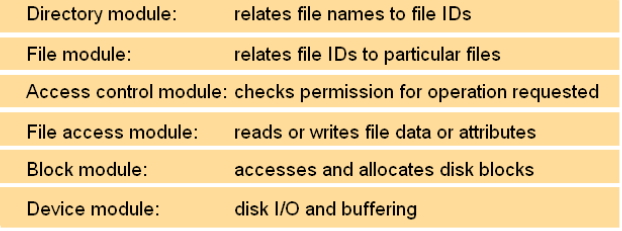 Directory module: relates file names to file IDs
File module: relates file IDs to particular files
Access control module: checks permission for operation requested
File access module: reads or writes file data or attributes
Block module: accesses and allocates disk blocks
Device module: disk I/O and buffering